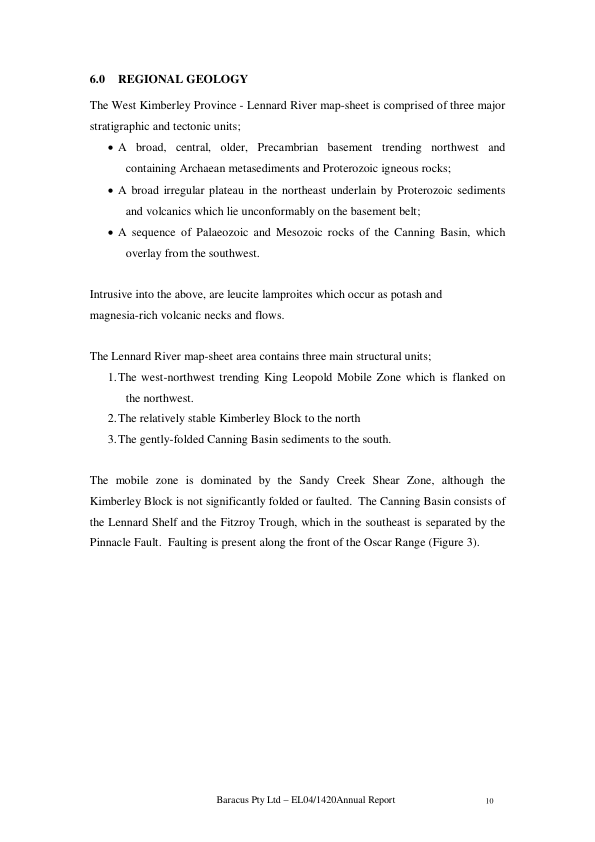 6.0 REGIONAL GEOLOGY
The West Kimberley Province - Lennard River map-sheet is comprised of three major
stratigraphic and tectonic units;
• A broad, central, older, Precambrian basement trending northwest and
containing Archaean metasediments and Proterozoic igneous rocks;
• A broad irregular plateau in the northeast underlain by Proterozoic sediments
and volcanics which lie unconformably on the basement belt;
• A sequence of Palaeozoic and Mesozoic rocks of the Canning Basin, which
overlay from the southwest.
Intrusive into the above, are leucite lamproites which occur as potash and
magnesia-rich volcanic necks and flows.
The Lennard River map-sheet area contains three main structural units;
1. The west-northwest trending King Leopold Mobile Zone which is flanked on
the northwest.
2. The relatively stable Kimberley Block to the north
3. The gently-folded Canning Basin sediments to the south.
The mobile zone is dominated by the Sandy Creek Shear Zone, although the
Kimberley Block is not significantly folded or faulted. The Canning Basin consists of
the Lennard Shelf and the Fitzroy Trough, which in the southeast is separated by the
Pinnacle Fault. Faulting is present along the front of the Oscar Range (Figure 3).
Baracus Pty Ltd – EL04/1420Annual Report 10